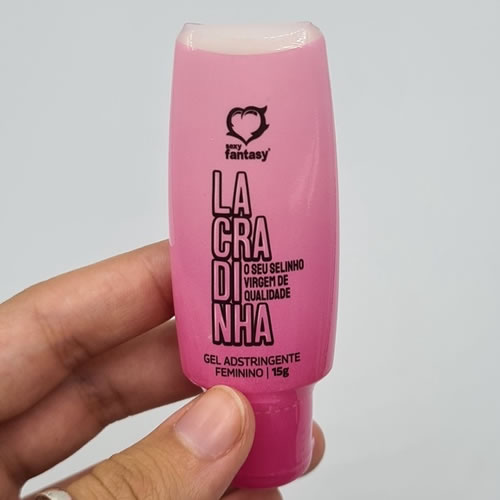 sexy
fantasy®
LA
CRA
DI
NHA
O SEU SELINHO
VIRGEM DE
QUALIDADE
GEL ADSTRINGENTE
FEMININO | 15g